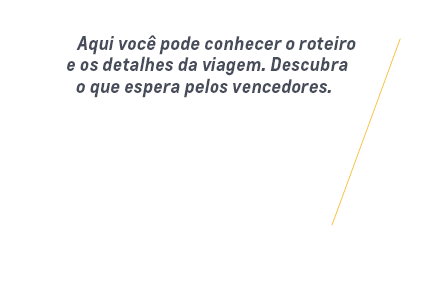 Aqui você pode conhecer o roteiro
e os detalhes da viagem. Descubra
o que espera pelos vencedores.